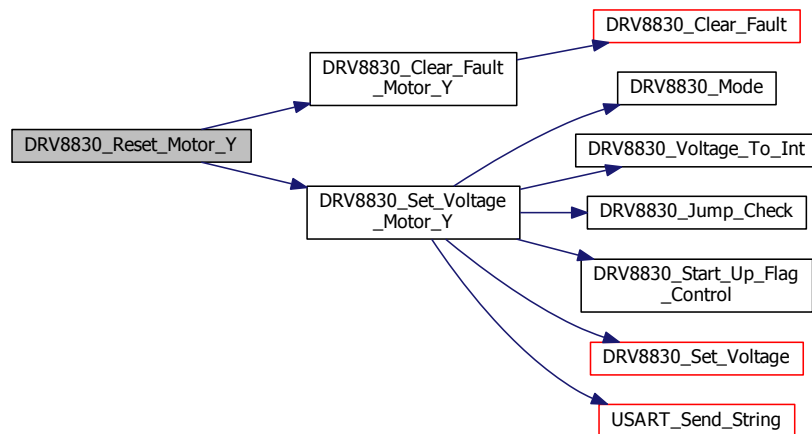 DRV8830_Reset_Motor_Y
DRV8830_Clear_Fault
_Motor_Y
DRV8830_Set_Voltage
_Motor_Y
DRV8830_Clear_Fault
DRV8830_Mode
DRV8830_Voltage_To_Int
DRV8830_Jump_Check
DRV8830_Start_Up_Flag
_Control
DRV8830_Set_Voltage
USART_Send_String